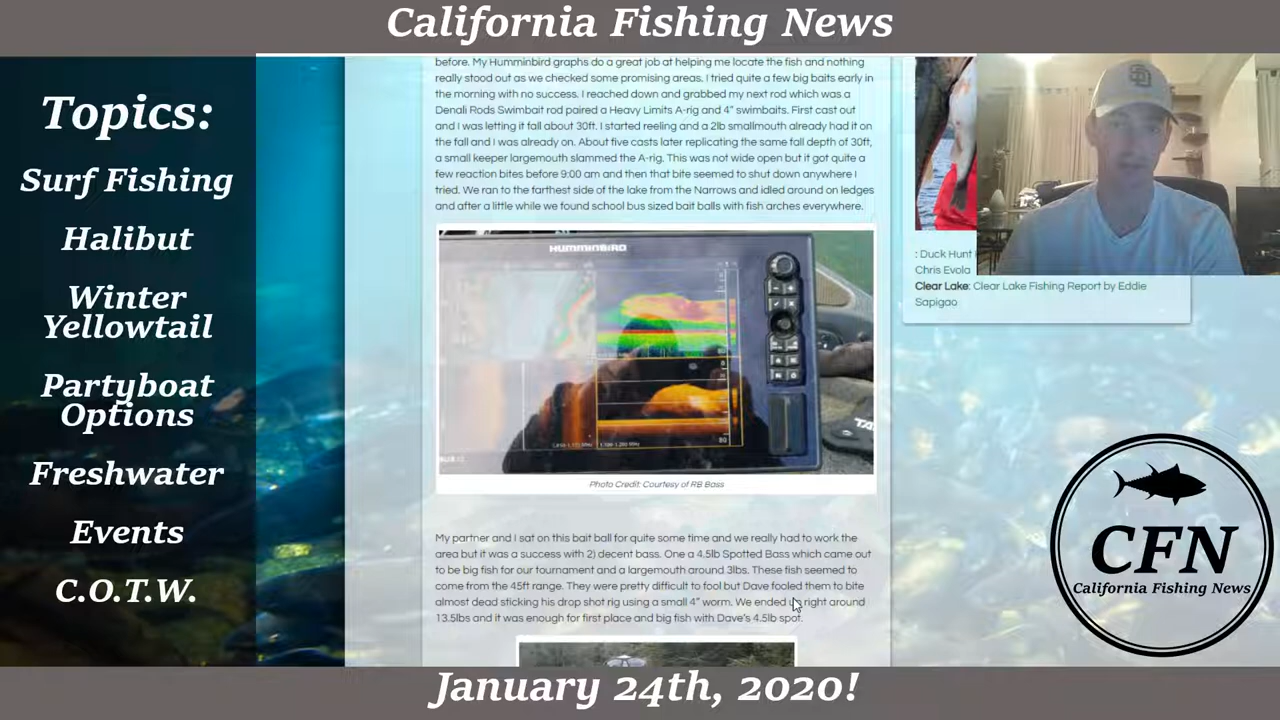 California Fishing News
Topics:
Surf Fishing
Halibut
Winter
Yellowtail
Partyboat
Options
Freshwater
Events
C.O.T.W.
before. My Humminbird graphs do a great job at helping me locate the fish and nothing
really stood out as we checked some promising areas. I tried quite a few big baits early in
the morning with no success. I reached down and grabbed my next rod which was a
Denali Rods Swimbait rod paired a Heavy Limits A-rig and 4" swimbaits. First cast out
and I was letting it fall about 30ft. I started reeling and a 2lb smallmouth already had it on
the fall and I was already on. About five casts later replicating the same fall depth of 30ft,
a small keeper largemouth slammed the A-rig. This was not wide open but it got quite a
few reaction bites before 9:00 am and then that bite seemed to shut down anywhere I
tried. We ran to the farthest side of the lake from the Narrows and idled around on ledges
and after a little while we found school bus sized bait balls with fish arches everywhere.
HUMMINBIRD
80
Photo Credit: Courtesy of RB Bass
My partner and I sat on this bait ball for quite some time and we really had to work the
area but it was a success with 2) decent bass. One a 4.5lb Spotted Bass which came out
to be big fish for our tournament and a largemouth around 3lbs. These fish seemed to
come from the 45ft range. They were pretty difficult to fool but Dave fooled them to bite
almost dead sticking his drop shot rig using a small 4" worm. We ended up right around
13.5lbs and it was enough for first place and big fish with Dave's 4.5lb spot.
: Duck Hunt
Chris Evola
Clear Lake: Clear Lake Fishing Report by Eddie
Sapigao
SD
CFN
California Fishing News
January 24th, 2020!